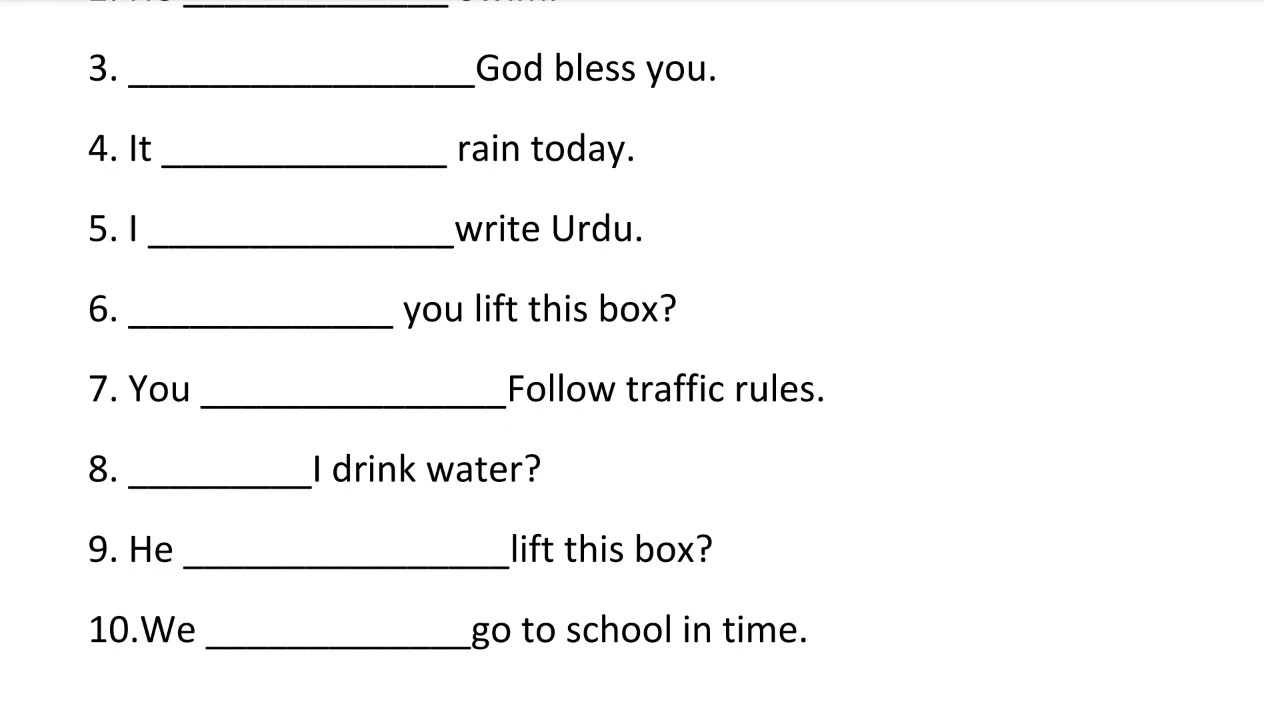 3. _________________God bless you.
4. It ______________ rain today.
5. I _______________write Urdu.
6. _____________ you lift this box?
7. You _______________Follow traffic rules.
8. _________I drink water?
9. He ________________lift this box?
10.We _____________go to school in time.